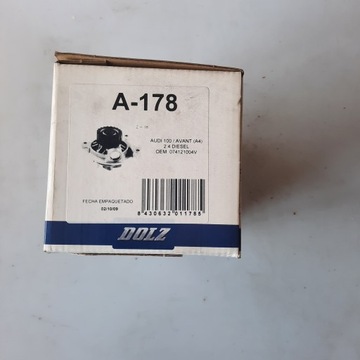 A-178
AUDI 100 / AVANT (A4)
2.4 DIESEL
OEM. 074121004V
FECHA EMPAQUETADO
02/10/09
8 430632 011785
DOLZ